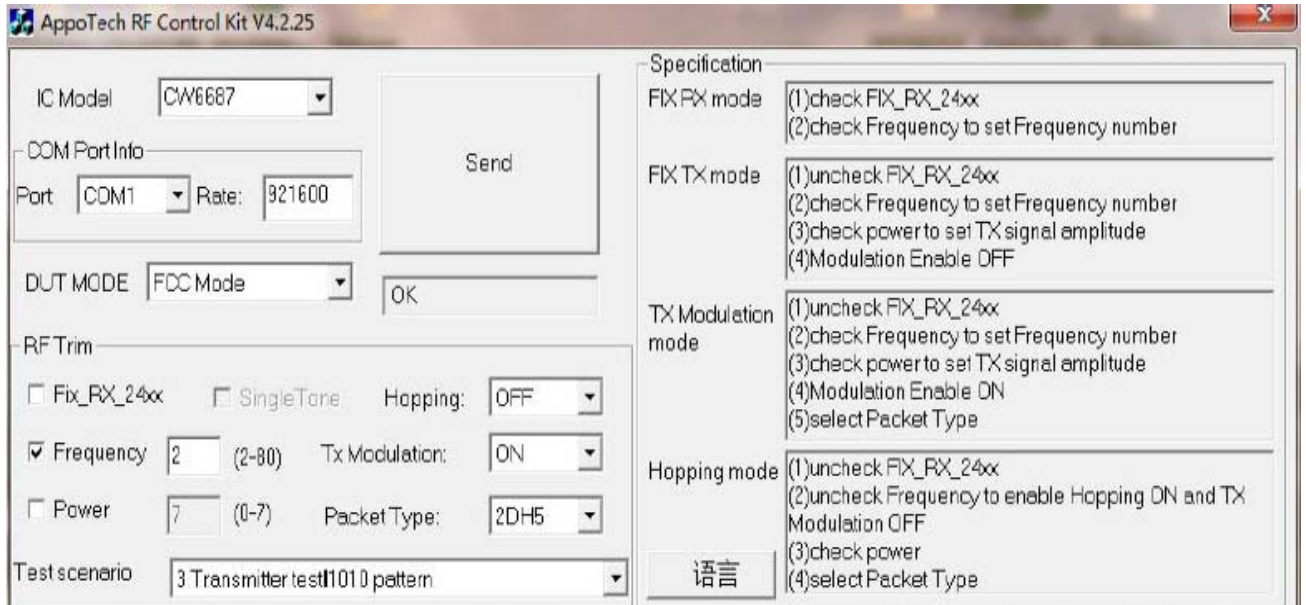 AppoTech RF Control Kit V4.2.25
X
IC Model
CW6687
COM Port Info
Port
COM1
Rate:
921600
Send
DUT MODE
FCC Mode
OK
RF Trim
Fix_RX_24xx
SingleTone
Hopping:
OFF
Frequency
2
(2-80)
Tx Modulation:
ON
Power
7
(0-7)
Packet Type:
2DH5
Test scenario
3 Transmitter test|1010 pattern
Specification
FIX RX mode
(1)check FIX_RX_24xx
(2)check Frequency to set Frequency number
FIX TX mode
(1)uncheck FIX_RX_24xx
(2)check Frequency to set Frequency number
(3)check power to set TX signal amplitude
(4)Modulation Enable OFF
TX Modulation
mode
(1)uncheck FIX_RX_24xx
(2)check Frequency to set Frequency number
(3)check power to set TX signal amplitude
(4)Modulation Enable ON
(5)select Packet Type
Hopping mode
(1)uncheck FIX_RX_24xx
(2)uncheck Frequency to enable Hopping ON and TX
Modulation OFF
(3)check power
(4)select Packet Type
语言